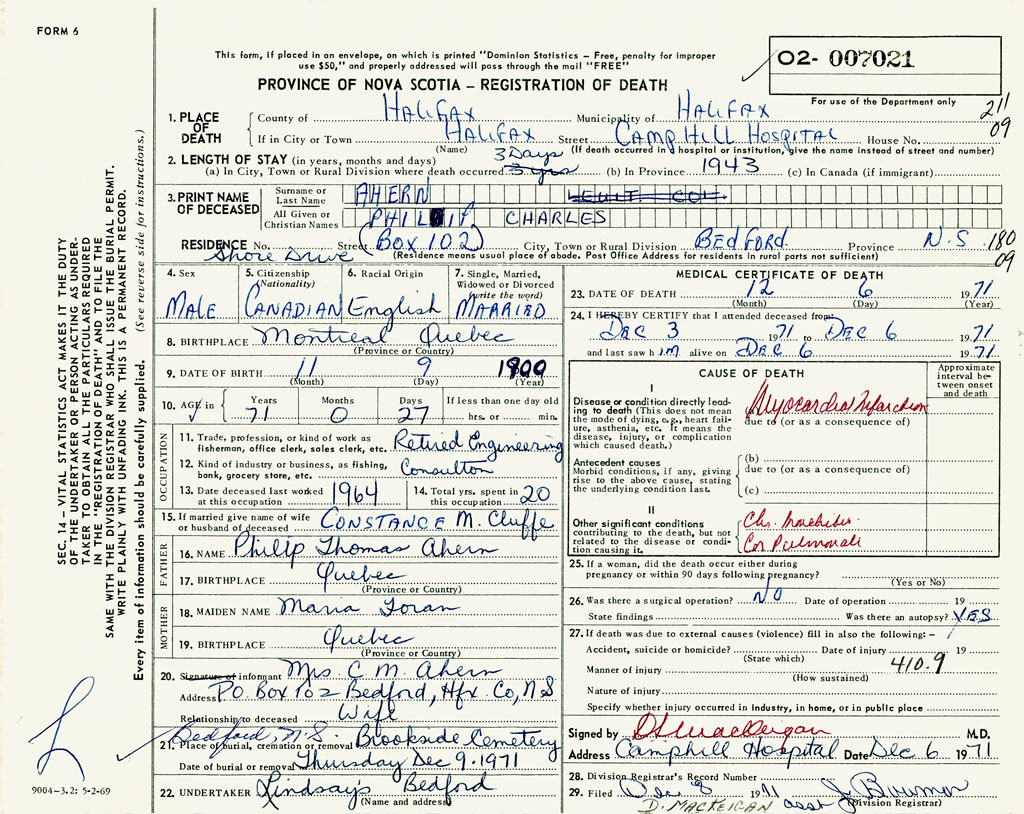 FORM 6
This form, if placed in an envelope, on which is printed "Dominion Statistics – Free, penalty for improper
use $50," and properly addressed will pass through the mail "FREE"
PROVINCE OF NOVA SCOTIA – REGISTRATION OF DEATH
O2- 007021
For use of the Department only
211
09
1. PLACE OF DEATH
County of HALIFAX Municipality of HALIFAX
If in City or Town HALIFAX Street CAMP HILL HOSPITAL House No.
(Name) (If death occurred in hospital or institution, give the name instead of street and number)
2. LENGTH OF STAY (in years, months and days)
3 Days
(a) In City, Town or Rural Division where death occurred 3 yrs (b) In Province 1943 (c) In Canada (if immigrant)
3. PRINT NAME OF DECEASED
Surname or Last Name AHERN
All Given or Christian Names PHILIP CHARLES
RESIDENCE No. Shore Drive Street (BOX 102) City, Town or Rural Division BEDFORD Province N.S
180
09
(Residence means usual place of abode. Post Office Address for residents in rural parts not sufficient)
4. Sex
MALE
5. Citizenship (Nationality)
CANADIAN
6. Racial Origin
English
7. Single, Married, Widowed or Divorced (write the word)
MARRIED
8. BIRTHPLACE Montreal Quebec
(Province or Country)
9. DATE OF BIRTH 11 9 1900
(Month) (Day) (Year)
10. AGE in
Years Months Days If less than one day old
71 0 27 hrs. or min.
OCCUPATION
11. Trade, profession, or kind of work as fisherman, office clerk, sales clerk, etc. Retired Engineering
12. Kind of industry or business, as fishing, bank, grocery store, etc. Consulton
13. Date deceased last worked at this occupation 1964
14. Total yrs. spent in this occupation 20
15. If married give name of wife or husband of deceased CONSTANCE M. Cluffe
FATHER
16. NAME Philip Thomas Ahern
17. BIRTHPLACE Quebec
(Province or Country)
MOTHER
18. MAIDEN NAME Maria Foran
19. BIRTHPLACE Quebec
(Province or Country)
20. Signature of informant Mrs C M Ahern
Address P.O. Box 102 Bedford, Hfx. Co, N.S
Relationship to deceased Wife
Bedford, N.S.
21. Place of burial, cremation or removal Brookside Cemetery
Date of burial or removal Thursday Dec 9, 1971
22. UNDERTAKER Lindsay's Bedford
(Name and address)
MEDICAL CERTIFICATE OF DEATH
23. DATE OF DEATH 12 6 1971
(Month) (Day) (Year)
24. I HEREBY CERTIFY that I attended deceased from
Dec 3 1971 to Dec 6 1971
and last saw him alive on Dec 6 1971
CAUSE OF DEATH
Approximate interval between onset and death
I
Disease or condition directly leading to death (This does not mean the mode of dying, e.g., heart failure, asthenia, etc. It means the disease, injury, or complication which caused death.)
Myocardial Infarction
due to (or as a consequence of)
Antecedent causes
Morbid conditions, if any, giving rise to the above cause, stating the underlying condition last.
(b)
due to (or as a consequence of)
(c)
II
Other significant conditions contributing to the death, but not related to the disease or condition causing it.
Chr. bronchitis
Cor Pulmonale
25. If a woman, did the death occur either during
pregnancy or within 90 days following pregnancy?
(Yes or No)
26. Was there a surgical operation? NO Date of operation 19
State findings Was there an autopsy? YES
27. If death was due to external causes (violence) fill in also the following: –
Accident, suicide or homicide? Date of injury 19
(State which)
410.9
Manner of injury
(How sustained)
Nature of injury
Specify whether injury occurred in Industry, in home, or in public place
Signed by D MacKeigan M.D.
Address Camphill Hospital Date Dec 6 1971
28. Division Registrar's Record Number
29. Filed Dec 8 1971 J. Bowman
D. MACKEIGAN asst (Division Registrar)
SEC. 14 – VITAL STATISTICS ACT MAKES IT THE DUTY
OF THE UNDERTAKER OR PERSON ACTING AS UNDERTAKER
TO OBTAIN ALL THE PARTICULARS REQUIRED
IN THE "REGISTRATION OF DEATH" AND TO FILE THE
SAME WITH THE DIVISION REGISTRAR WHO SHALL ISSUE THE BURIAL PERMIT.
WRITE PLAINLY WITH UNFADING INK. THIS IS A PERMANENT RECORD.
Every item of information should be carefully supplied. (See reverse side for instructions.)
9004-3.2: 5-2-69